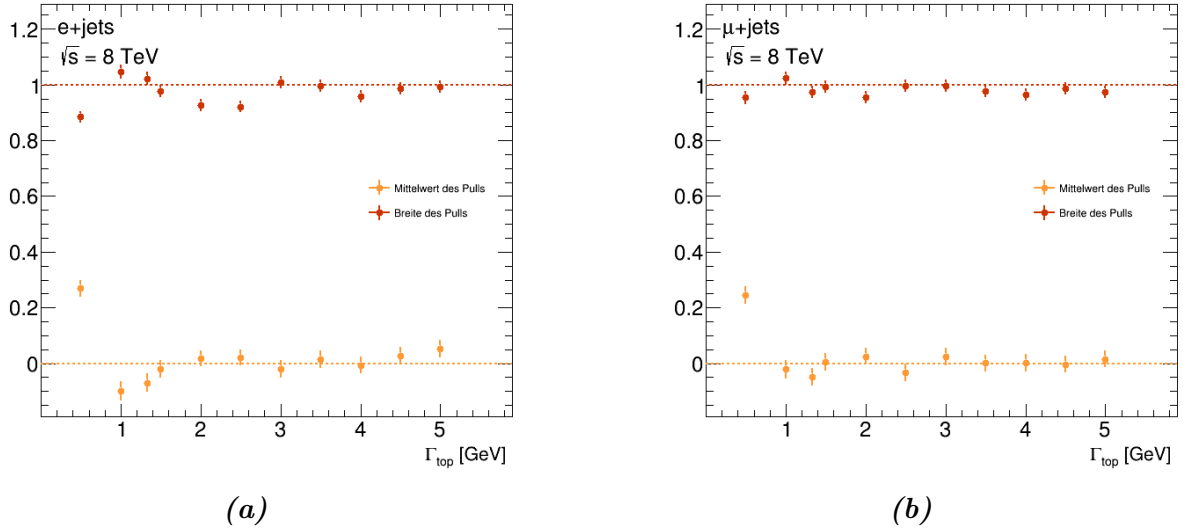 e+jets
√s = 8 TeV
1.2
1
0.8
0.6
0.4
0.2
0
Mittelwert des Pulls
Breite des Pulls
1 2 3 4 5
Γtop [GeV]
(a)
μ+jets
√s = 8 TeV
1.2
1
0.8
0.6
0.4
0.2
0
Mittelwert des Pulls
Breite des Pulls
1 2 3 4 5
Γtop [GeV]
(b)